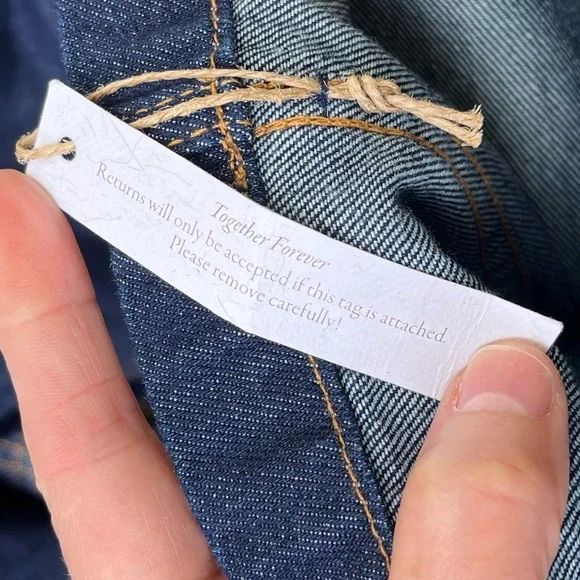 Together Forever
Returns will only be accepted if this tag is attached.
Please remove carefully!